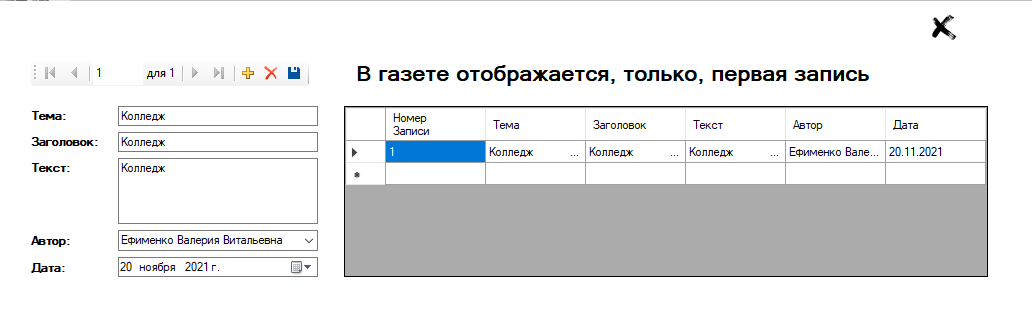 1 для 1
В газете отображается, только, первая запись
Тема: Колледж
Заголовок: Колледж
Текст: Колледж
Автор: Ефименко Валерия Витальевна
Дата: 20 ноября 2021 г.
Номер Записи Тема Заголовок Текст Автор Дата
1 Колледж ... Колледж ... Колледж ... Ефименко Вале... 20.11.2021